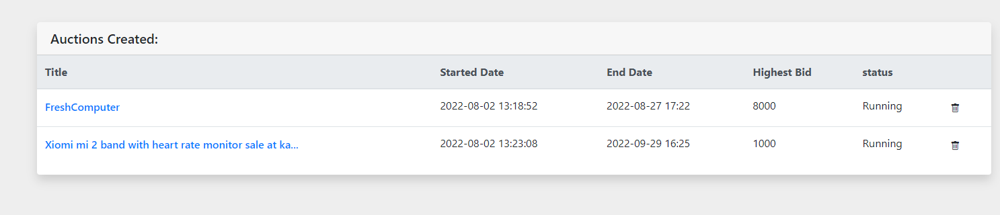 Auctions Created:
Title Started Date End Date Highest Bid status
FreshComputer 2022-08-02 13:18:52 2022-08-27 17:22 8000 Running
Xiomi mi 2 band with heart rate monitor sale at ka... 2022-08-02 13:23:08 2022-09-29 16:25 1000 Running